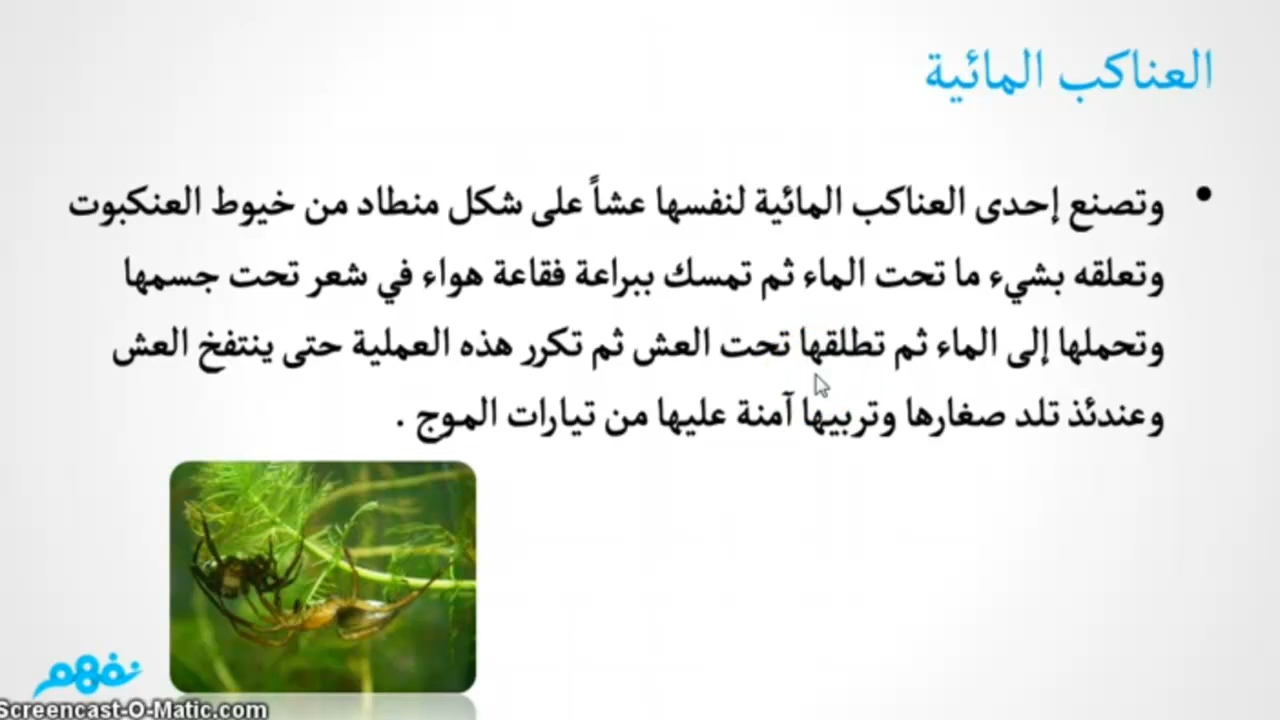 العناكب المائية
• وتصنع إحدى العناكب المائية لنفسها عشاً على شكل منطاد من خيوط العنكبوت
وتعلقه بشيء ما تحت الماء ثم تمسك ببراعة فقاعة هواء في شعر تحت جسمها
وتحملها إلى الماء ثم تطلقها تحت العش ثم تكرر هذه العملية حتى ينتفخ العش
وعندئذ تلد صغارها وتربيها آمنة عليها من تيارات الموج .
نفهم
Screencast-O-Matic.com